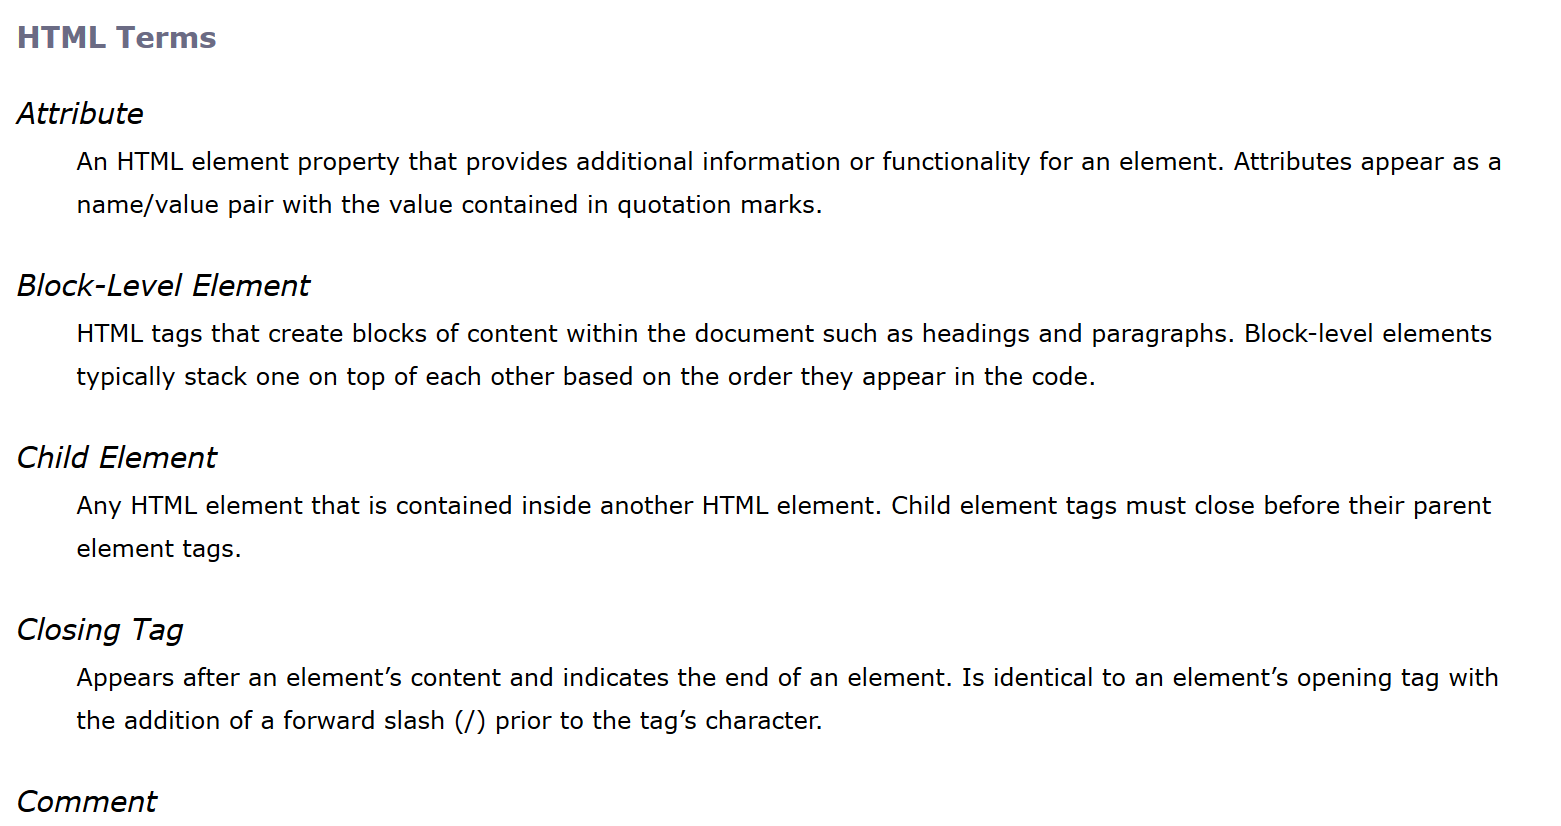 HTML Terms
Attribute
An HTML element property that provides additional information or functionality for an element. Attributes appear as a
name/value pair with the value contained in quotation marks.
Block-Level Element
HTML tags that create blocks of content within the document such as headings and paragraphs. Block-level elements
typically stack one on top of each other based on the order they appear in the code.
Child Element
Any HTML element that is contained inside another HTML element. Child element tags must close before their parent
element tags.
Closing Tag
Appears after an element’s content and indicates the end of an element. Is identical to an element’s opening tag with
the addition of a forward slash (/) prior to the tag’s character.
Comment